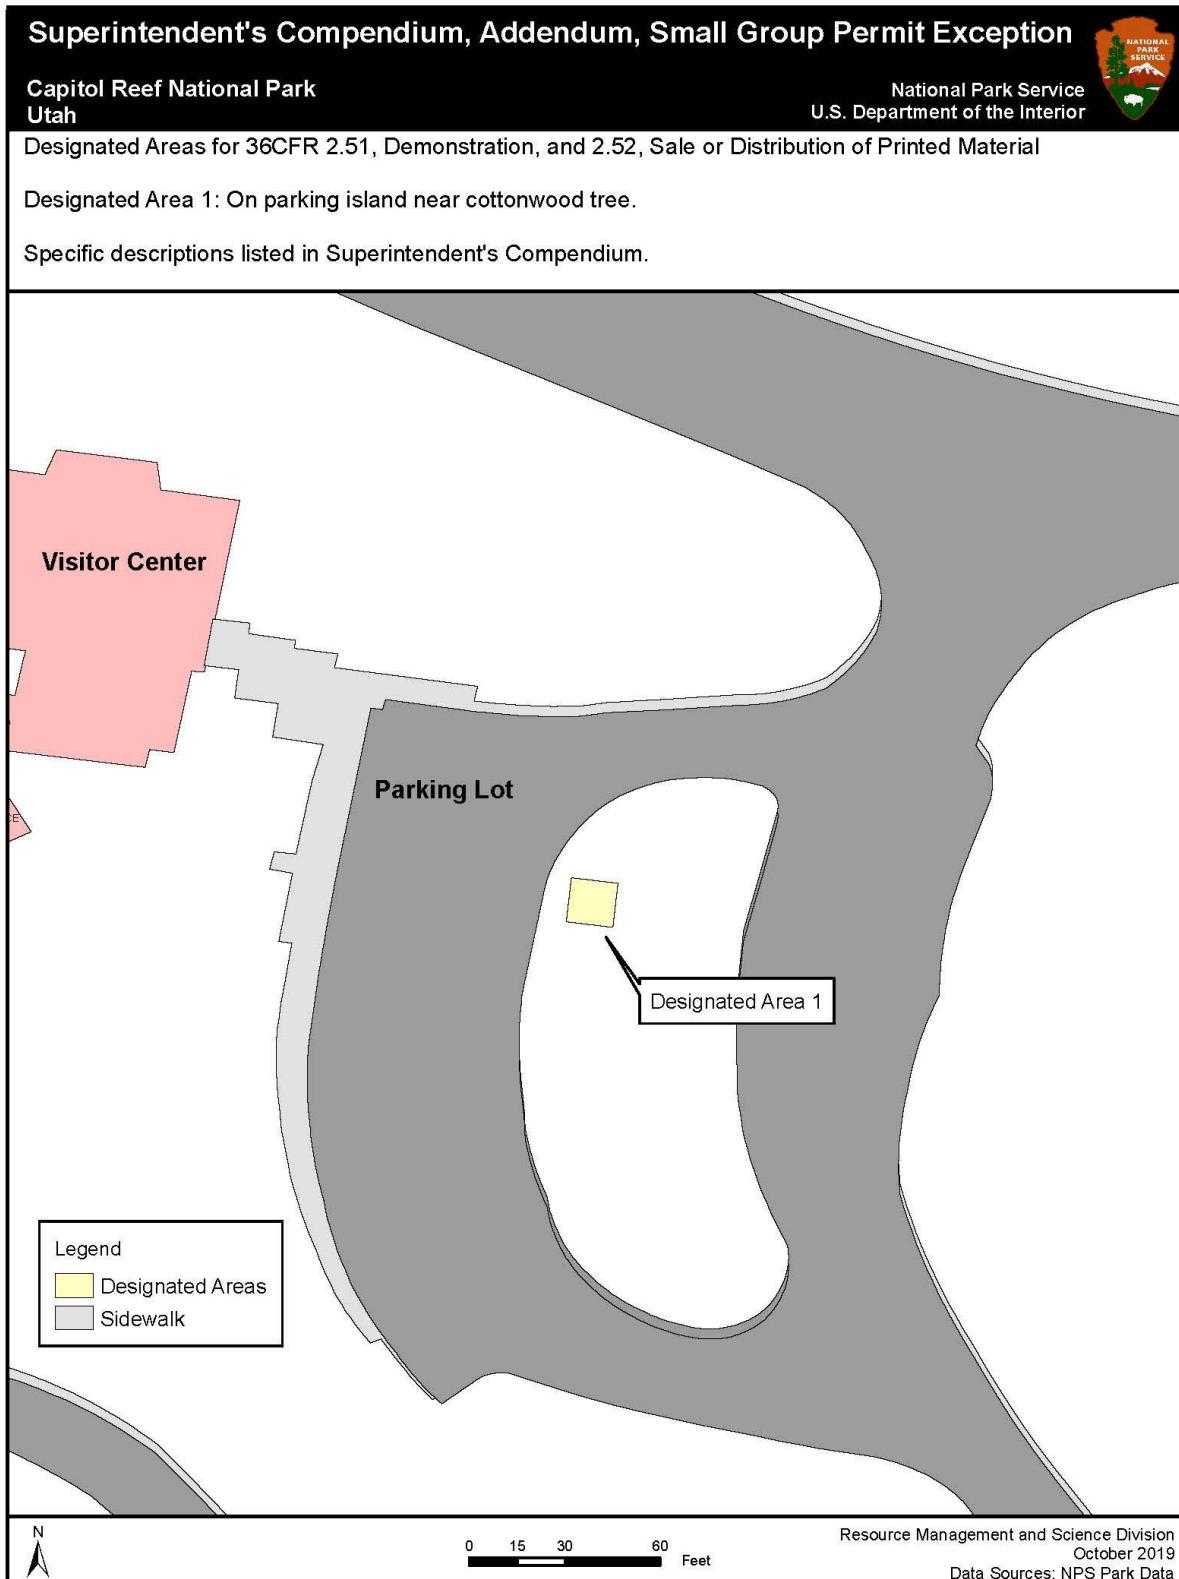 Superintendent's Compendium, Addendum, Small Group Permit Exception
Capitol Reef National Park
Utah
National Park Service
U.S. Department of the Interior
NATIONAL
PARK
SERVICE
Designated Areas for 36CFR 2.51, Demonstration, and 2.52, Sale or Distribution of Printed Material
Designated Area 1: On parking island near cottonwood tree.
Specific descriptions listed in Superintendent's Compendium.
Visitor Center
Parking Lot
CE
Designated Area 1
Legend
Designated Areas
Sidewalk
N
0 15 30 60
Feet
Resource Management and Science Division
October 2019
Data Sources: NPS Park Data